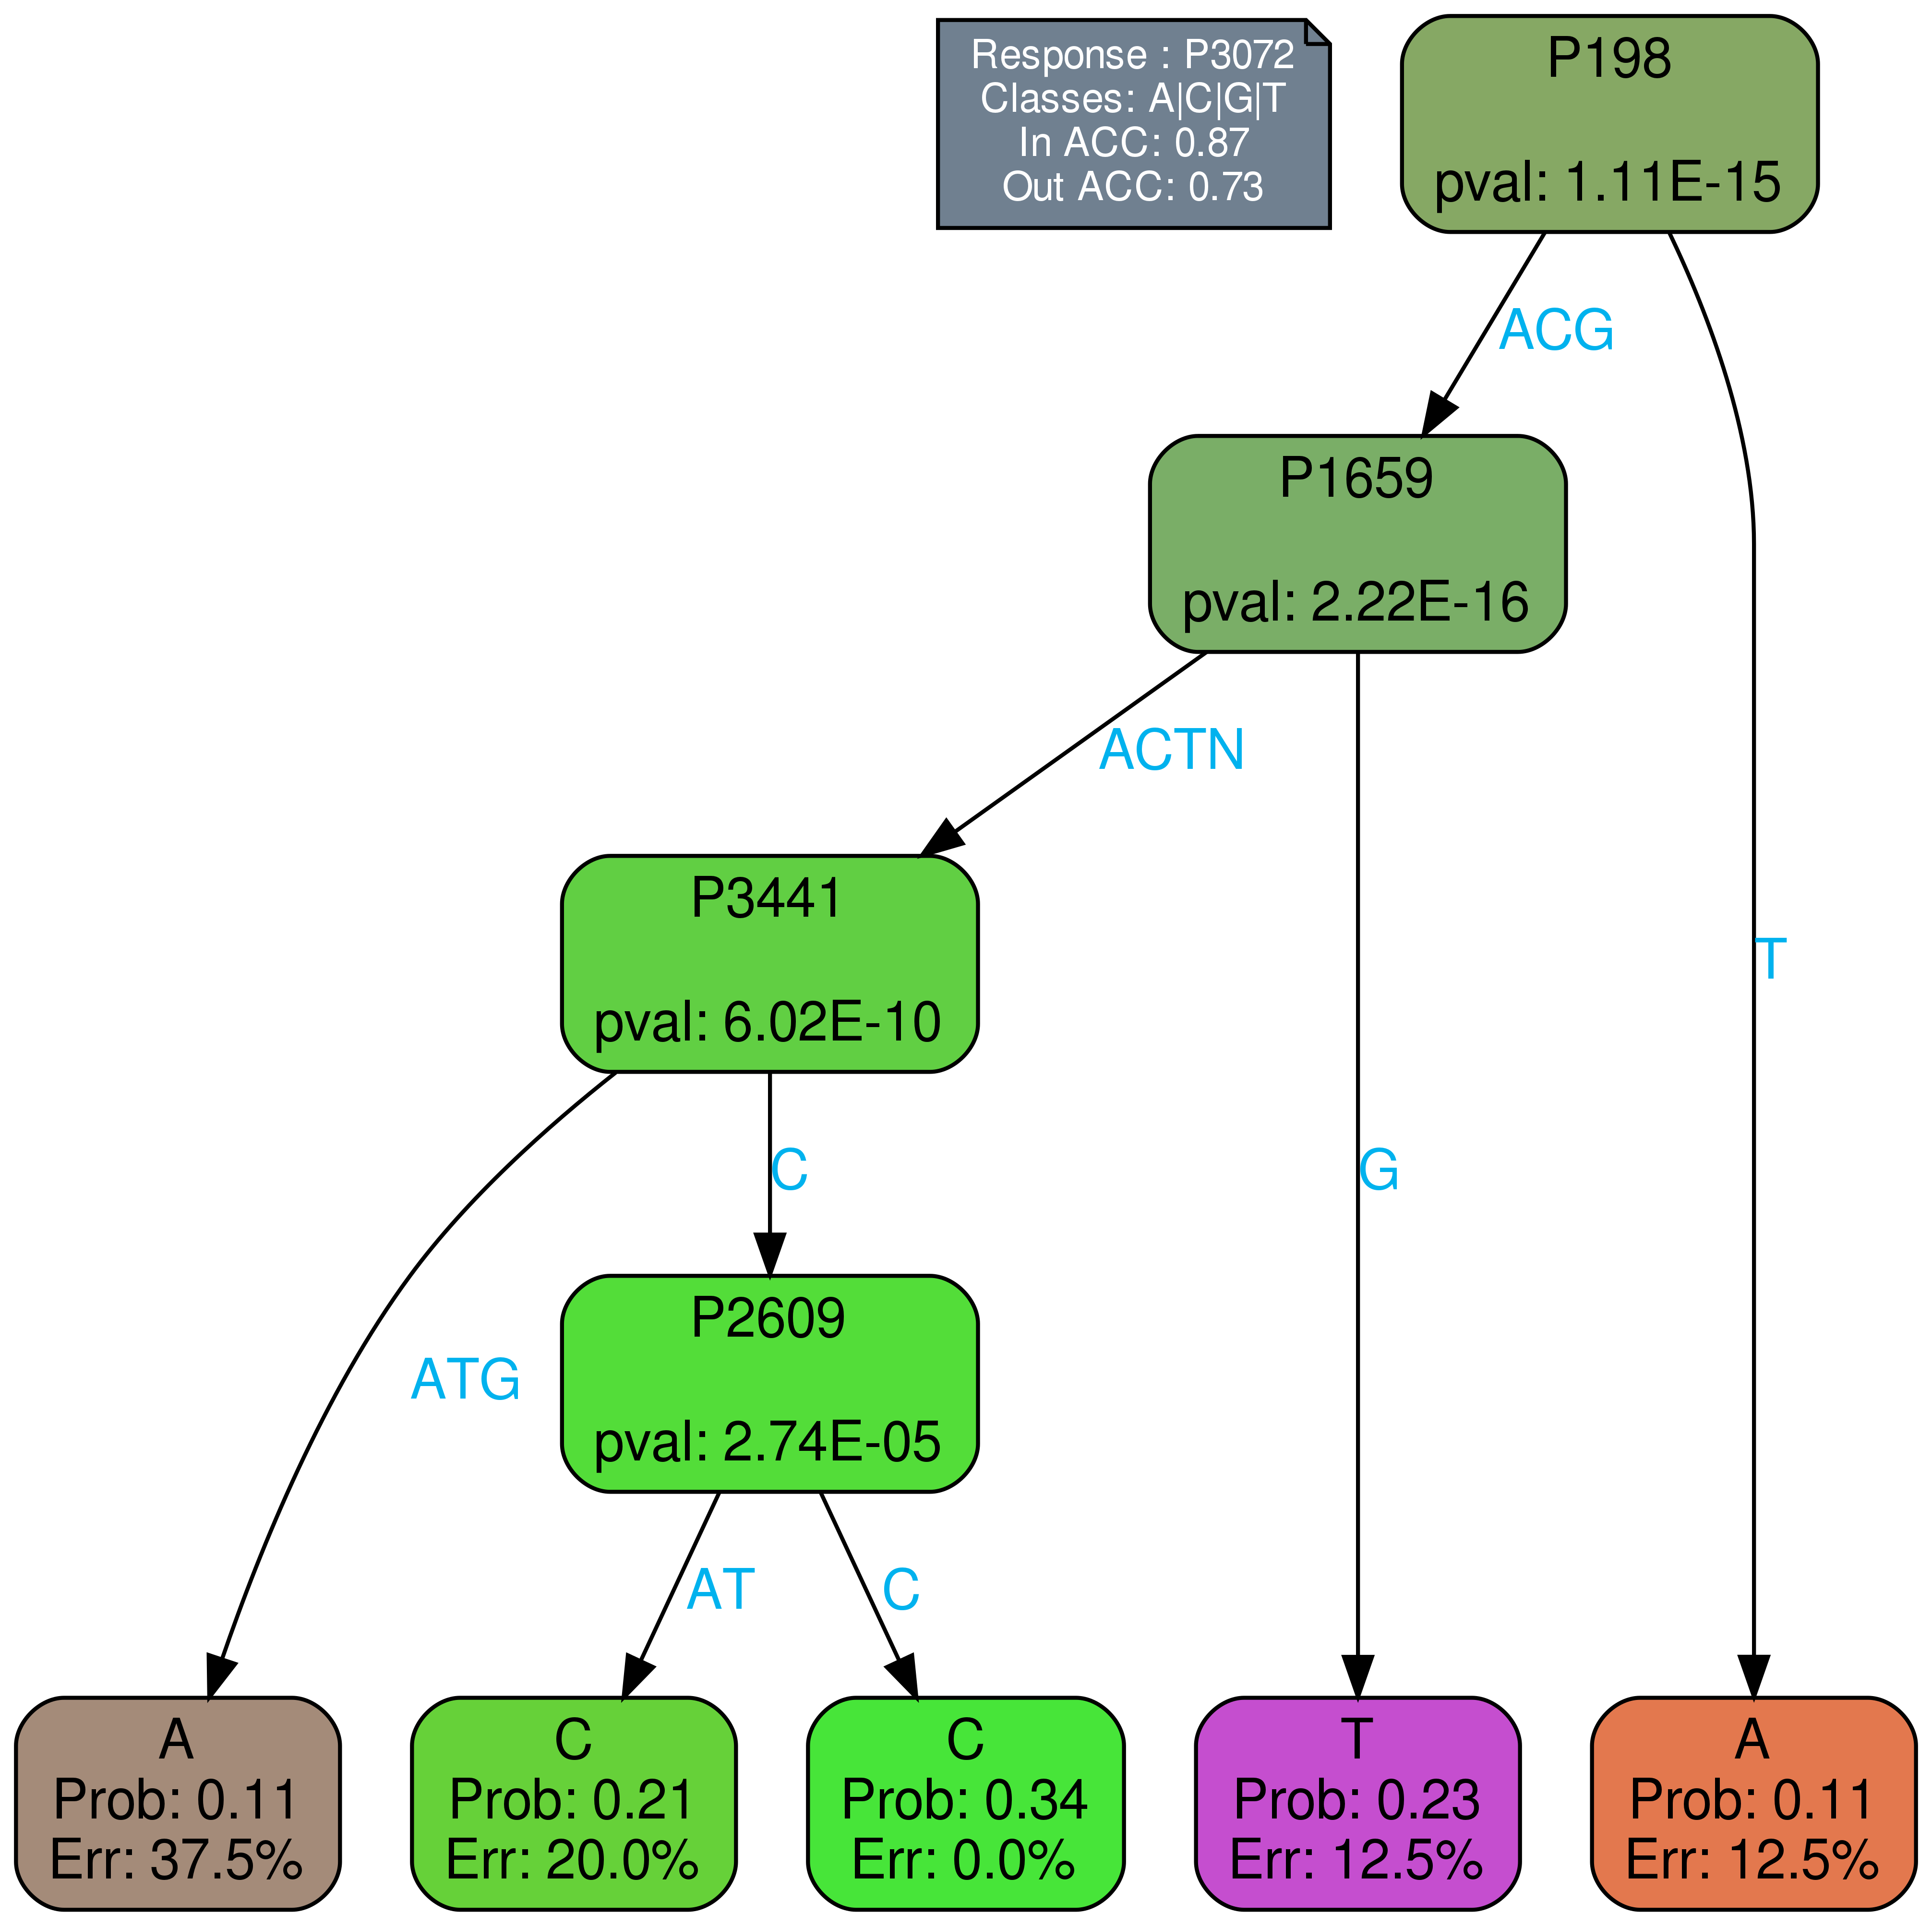 Response : P3072
Classes: A|C|G|T
In ACC: 0.87
Out ACC: 0.73
P198
pval: 1.11E-15
ACG
T
P1659
pval: 2.22E-16
ACTN
G
P3441
pval: 6.02E-10
ATG
C
P2609
pval: 2.74E-05
AT
C
A
Prob: 0.11
Err: 37.5%
C
Prob: 0.21
Err: 20.0%
C
Prob: 0.34
Err: 0.0%
T
Prob: 0.23
Err: 12.5%
A
Prob: 0.11
Err: 12.5%